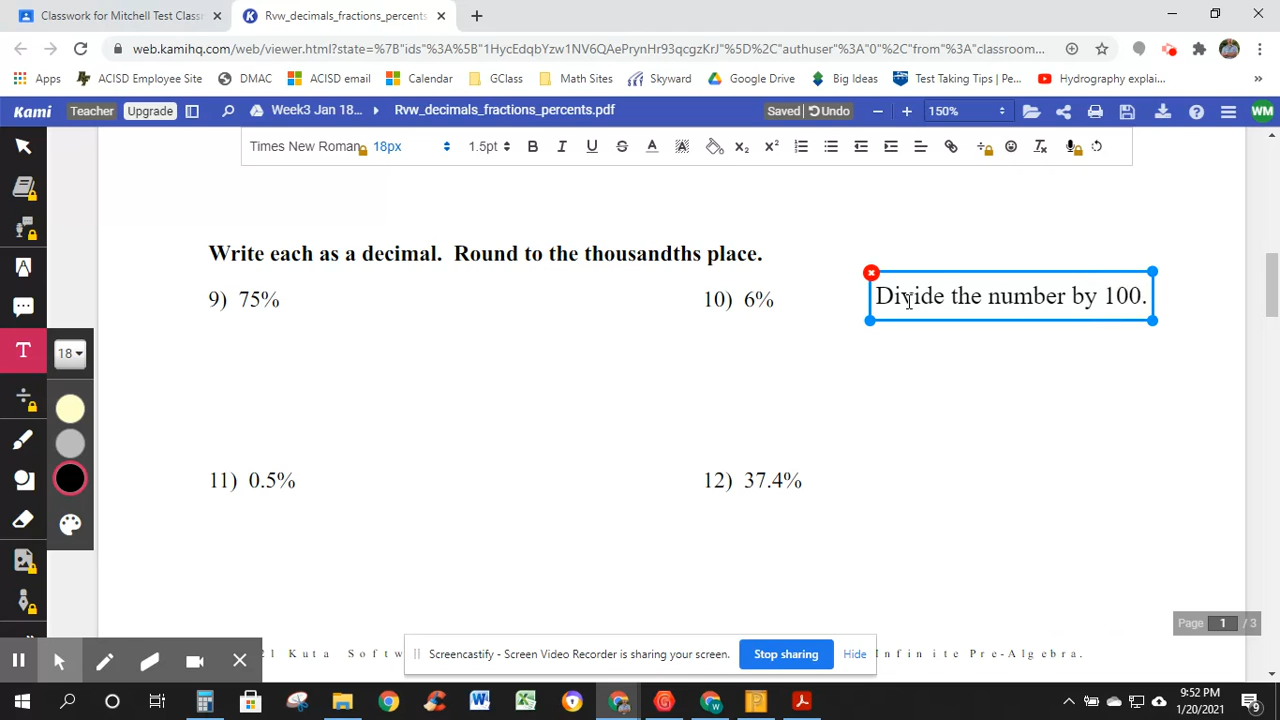 Classwork for Mitchell Test Classr
Rvw_decimals_fractions_percents
web.kamihq.com/web/viewer.html?state=%7B"ids"%3A%5B"1HycEdqbYzw1NV6QAePrynHr93qcgzKrJ"%5D%2C"authuser"%3A"0"%2C"from"%3A"classroom...
Apps
ACISD Employee Site
DMAC
ACISD email
Calendar
GClass
Math Sites
Skyward
Google Drive
Big Ideas
Test Taking Tips | Pe...
Hydrography explai...
»
Kami
Teacher
Upgrade
Week3 Jan 18...
Rvw_decimals_fractions_percents.pdf
Saved
Undo
150%
WM
Times New Roman
18px
1.5pt
Write each as a decimal. Round to the thousandths place.
9) 75%
10) 6%
Divide the number by 100.
18
11) 0.5%
12) 37.4%
Page 1 / 3
Kuta Softw
Infinite Pre-Algebra.
Screencastify - Screen Video Recorder is sharing your screen.
Stop sharing
Hide
9:52 PM
1/20/2021
9